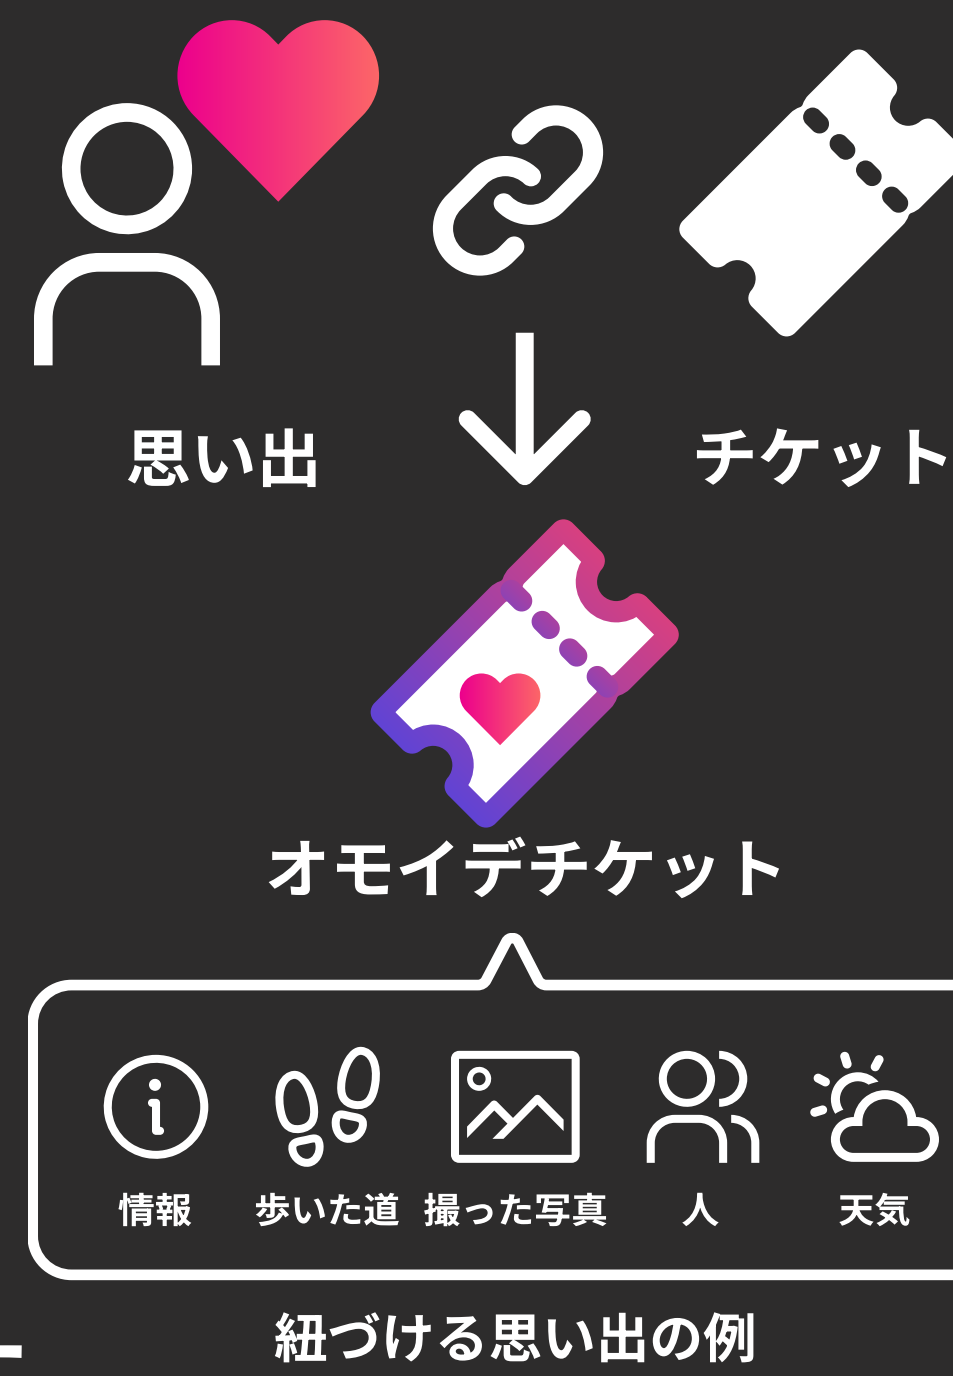 思い出
チケット
オモイデチケット
情報
歩いた道
撮った写真
人
天気
紐づける思い出の例